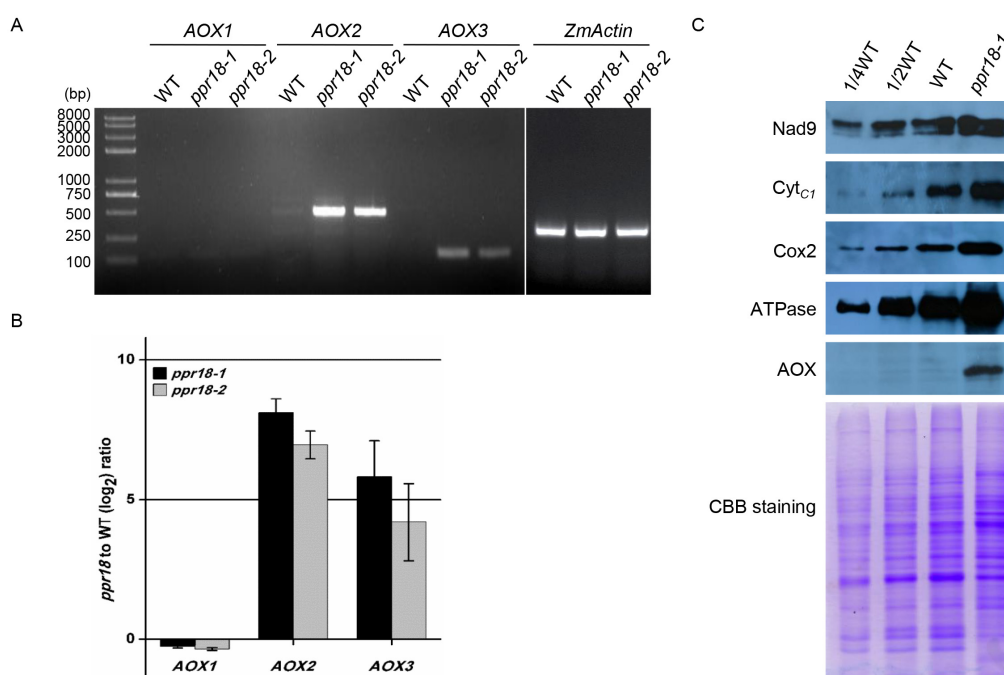 A
AOX1 AOX2 AOX3 ZmActin
WT ppr18-1 ppr18-2 WT ppr18-1 ppr18-2 WT ppr18-1 ppr18-2 WT ppr18-1 ppr18-2
(bp)
8000
5000
3000
2000
1000
750
500
250
100
B
ppr18 to WT (log2) ratio
10
5
0
ppr18-1
ppr18-2
AOX1 AOX2 AOX3
C
1/4WT 1/2WT WT ppr18-1
Nad9
CytC1
Cox2
ATPase
AOX
CBB staining